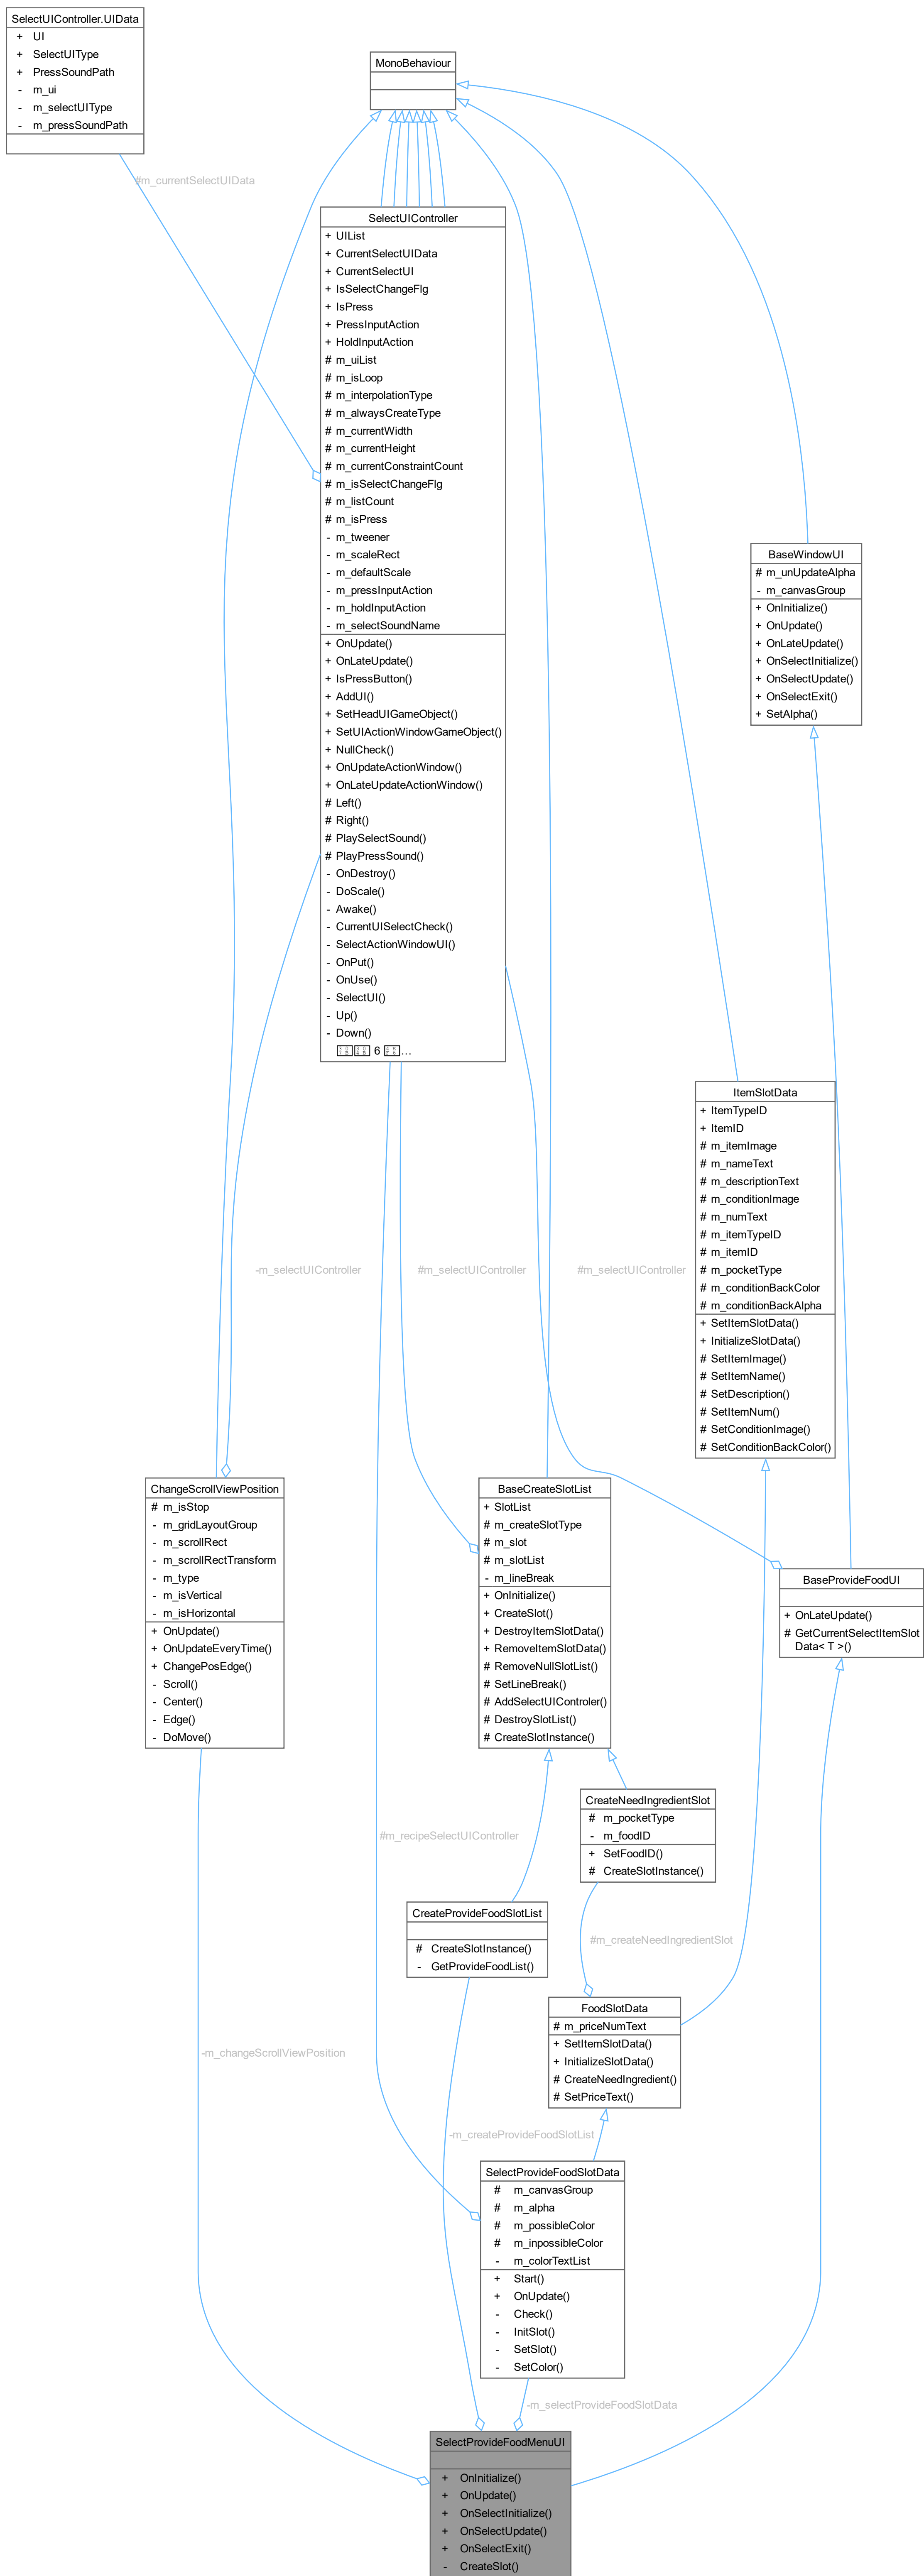 SelectUIController.UIData
+ UI
+ SelectUIType
+ PressSoundPath
- m_ui
- m_selectUIType
- m_pressSoundPath
MonoBehaviour
#m_currentSelectUIData
SelectUIController
+ UIList
+ CurrentSelectUIData
+ CurrentSelectUI
+ IsSelectChangeFlg
+ IsPress
+ PressInputAction
+ HoldInputAction
# m_uiList
# m_isLoop
# m_interpolationType
# m_alwaysCreateType
# m_currentWidth
# m_currentHeight
# m_currentConstraintCount
# m_isSelectChangeFlg
# m_listCount
# m_isPress
- m_tweener
- m_scaleRect
- m_defaultScale
- m_pressInputAction
- m_holdInputAction
- m_selectSoundName
+ OnUpdate()
+ OnLateUpdate()
+ IsPressButton()
+ AddUI()
+ SetHeadUIGameObject()
+ SetUIActionWindowGameObject()
+ NullCheck()
+ OnUpdateActionWindow()
+ OnLateUpdateActionWindow()
# Left()
# Right()
# PlaySelectSound()
# PlayPressSound()
- OnDestroy()
- DoScale()
- Awake()
- CurrentUISelectCheck()
- SelectActionWindowUI()
- OnPut()
- OnUse()
- SelectUI()
- Up()
- Down()
6 ...
BaseWindowUI
# m_unUpdateAlpha
- m_canvasGroup
+ OnInitialize()
+ OnUpdate()
+ OnLateUpdate()
+ OnSelectInitialize()
+ OnSelectUpdate()
+ OnSelectExit()
+ SetAlpha()
ItemSlotData
+ ItemTypeID
+ ItemID
# m_itemImage
# m_nameText
# m_descriptionText
# m_conditionImage
# m_numText
# m_itemTypeID
# m_itemID
# m_pocketType
# m_conditionBackColor
# m_conditionBackAlpha
+ SetItemSlotData()
+ InitializeSlotData()
# SetItemImage()
# SetItemName()
# SetDescription()
# SetItemNum()
# SetConditionImage()
# SetConditionBackColor()
-m_selectUIController
#m_selectUIController
#m_selectUIController
ChangeScrollViewPosition
# m_isStop
- m_gridLayoutGroup
- m_scrollRect
- m_scrollRectTransform
- m_type
- m_isVertical
- m_isHorizontal
+ OnUpdate()
+ OnUpdateEveryTime()
+ ChangePosEdge()
- Scroll()
- Center()
- Edge()
- DoMove()
BaseCreateSlotList
+ SlotList
# m_createSlotType
# m_slot
# m_slotList
- m_lineBreak
+ OnInitialize()
+ CreateSlot()
+ DestroyItemSlotData()
+ RemoveItemSlotData()
# RemoveNullSlotList()
# SetLineBreak()
# AddSelectUIControler()
# DestroySlotList()
# CreateSlotInstance()
BaseProvideFoodUI
+ OnLateUpdate()
# GetCurrentSelectItemSlot
Data< T >()
CreateNeedIngredientSlot
# m_pocketType
- m_foodID
+ SetFoodID()
# CreateSlotInstance()
#m_recipeSelectUIController
CreateProvideFoodSlotList
# CreateSlotInstance()
- GetProvideFoodList()
#m_createNeedIngredientSlot
FoodSlotData
# m_priceNumText
+ SetItemSlotData()
+ InitializeSlotData()
# CreateNeedIngredient()
# SetPriceText()
-m_changeScrollViewPosition
-m_createProvideFoodSlotList
SelectProvideFoodSlotData
# m_canvasGroup
# m_alpha
# m_possibleColor
# m_inpossibleColor
- m_colorTextList
+ Start()
+ OnUpdate()
- Check()
- InitSlot()
- SetSlot()
- SetColor()
-m_selectProvideFoodSlotData
SelectProvideFoodMenuUI
+ OnInitialize()
+ OnUpdate()
+ OnSelectInitialize()
+ OnSelectUpdate()
+ OnSelectExit()
- CreateSlot()